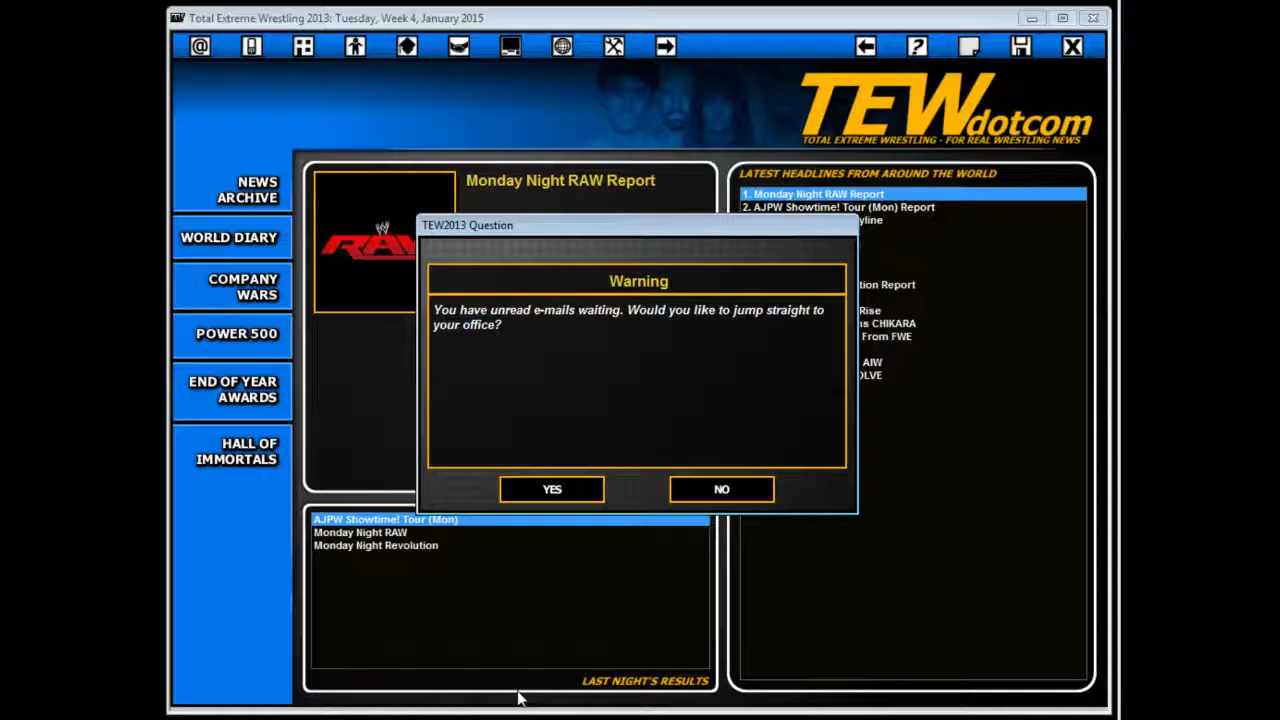 TEW Total Extreme Wrestling 2013: Tuesday, Week 4, January 2015
TEWdotcom
TOTAL EXTREME WRESTLING - FOR REAL WRESTLING NEWS
NEWS
ARCHIVE
WORLD DIARY
COMPANY
WARS
POWER 500
END OF YEAR
AWARDS
HALL OF
IMMORTALS
Monday Night RAW Report
W
RAW
LATEST HEADLINES FROM AROUND THE WORLD
1. Monday Night RAW Report
2. AJPW Showtime! Tour (Mon) Report
yline
tion Report
Rise
ns CHIKARA
From FWE
AIW
OLVE
TEW2013 Question
Warning
You have unread e-mails waiting. Would you like to jump straight to
your office?
YES
NO
AJPW Showtime! Tour (Mon)
Monday Night RAW
Monday Night Revolution
LAST NIGHT'S RESULTS